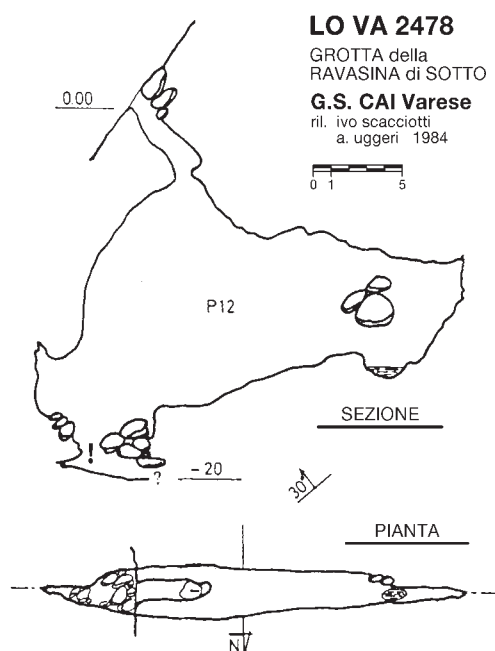 LO VA 2478
GROTTA della
RAVASINA di SOTTO
G.S. CAI Varese
ril. ivo scacciotti
a. uggeri 1984
0 1 5
0.00
P12
SEZIONE
!
?
- 20
30°
PIANTA
N